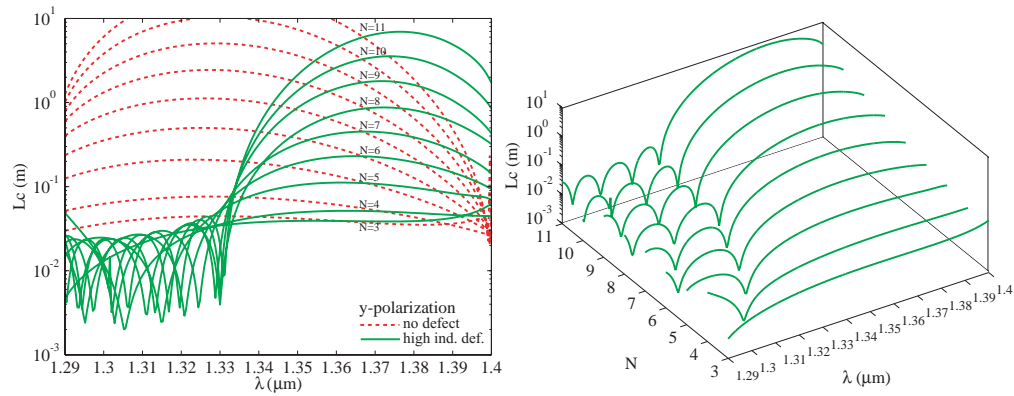 10^1
10^0
10^-1
10^-2
10^-3
Lc (m)
N=11
N=10
N=9
N=8
N=7
N=6
N=5
N=4
N=3
y-polarization
no defect
high ind. def.
1.29 1.3 1.31 1.32 1.33 1.34 1.35 1.36 1.37 1.38 1.39 1.4
λ (μm)
10^1
10^0
10^-1
10^-2
10^-3
Lc (m)
11
10
9
8
7
6
5
4
3
N
1.29 1.3 1.31 1.32 1.33 1.34 1.35 1.36 1.37 1.38 1.39 1.4
λ (μm)